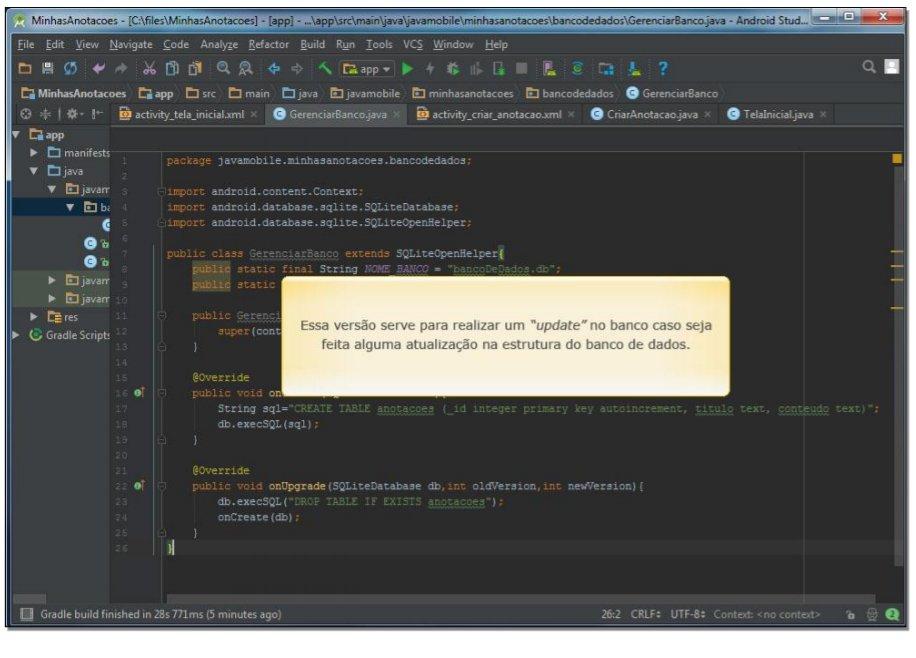 MinhasAnotacoes - [C:\files\MinhasAnotacoes] - [app] - ...\app\src\main\java\javamobile\minhasanotacoes\bancodedados\GerenciarBanco.java - Android Stud...
File Edit View Navigate Code Analyze Refactor Build Run Tools VCS Window Help
app
MinhasAnotacoes app src main java javamobile minhasanotacoes bancodedados GerenciarBanco
activity_tela_inicial.xml GerenciarBanco.java activity_criar_anotacao.xml CriarAnotacao.java TelaInicial.java
app
manifests
java
javam
ba
javam
javam
res
Gradle Scripts
1 package javamobile.minhasanotacoes.bancodedados;
2
3 import android.content.Context;
4 import android.database.sqlite.SQLiteDatabase;
5 import android.database.sqlite.SQLiteOpenHelper;
6
7 public class GerenciarBanco extends SQLiteOpenHelper{
8 public static final String NOME_BANCO = "bancoDeDados.db";
9 public static
10
11 public Gerenci
12 super(cont
13 }
14
15 @Override
16 public void on
17 String sql="CREATE TABLE anotacoes (_id integer primary key autoincrement, titulo text, conteudo text)";
18 db.execSQL(sql);
19 }
20
21 @Override
22 public void onUpgrade(SQLiteDatabase db,int oldVersion,int newVersion){
23 db.execSQL("DROP TABLE IF EXISTS anotacoes");
24 onCreate(db);
25 }
26 }
Essa versão serve para realizar um "update" no banco caso seja
feita alguma atualização na estrutura do banco de dados.
Gradle build finished in 28s 771ms (5 minutes ago) 26:2 CRLF UTF-8 Context: <no context> 2